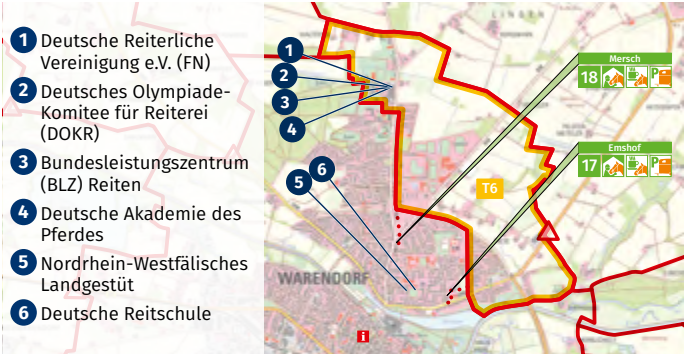 1 Deutsche Reiterliche
Vereinigung e.V. (FN)
2 Deutsches Olympiade-
Komitee für Reiterei
(DOKR)
3 Bundesleistungszentrum
(BLZ) Reiten
4 Deutsche Akademie des
Pferdes
5 Nordrhein-Westfälisches
Landgestüt
6 Deutsche Reitschule
LINGEN
1
2
3
4
6
5
Mersch
18
P
Emshof
17
P
T6
WARENDORF
i